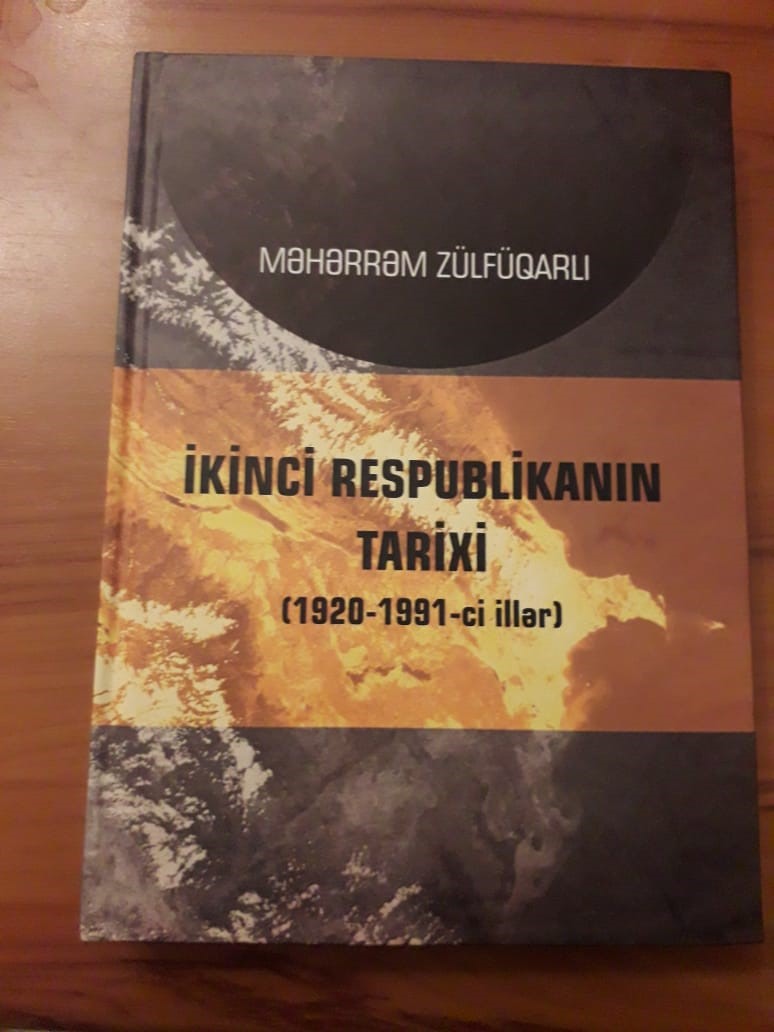 MƏHƏRRƏM ZÜLFÜQARLI
İKİNCİ RESPUBLİKANIN
TARİXİ
(1920-1991-ci illər)